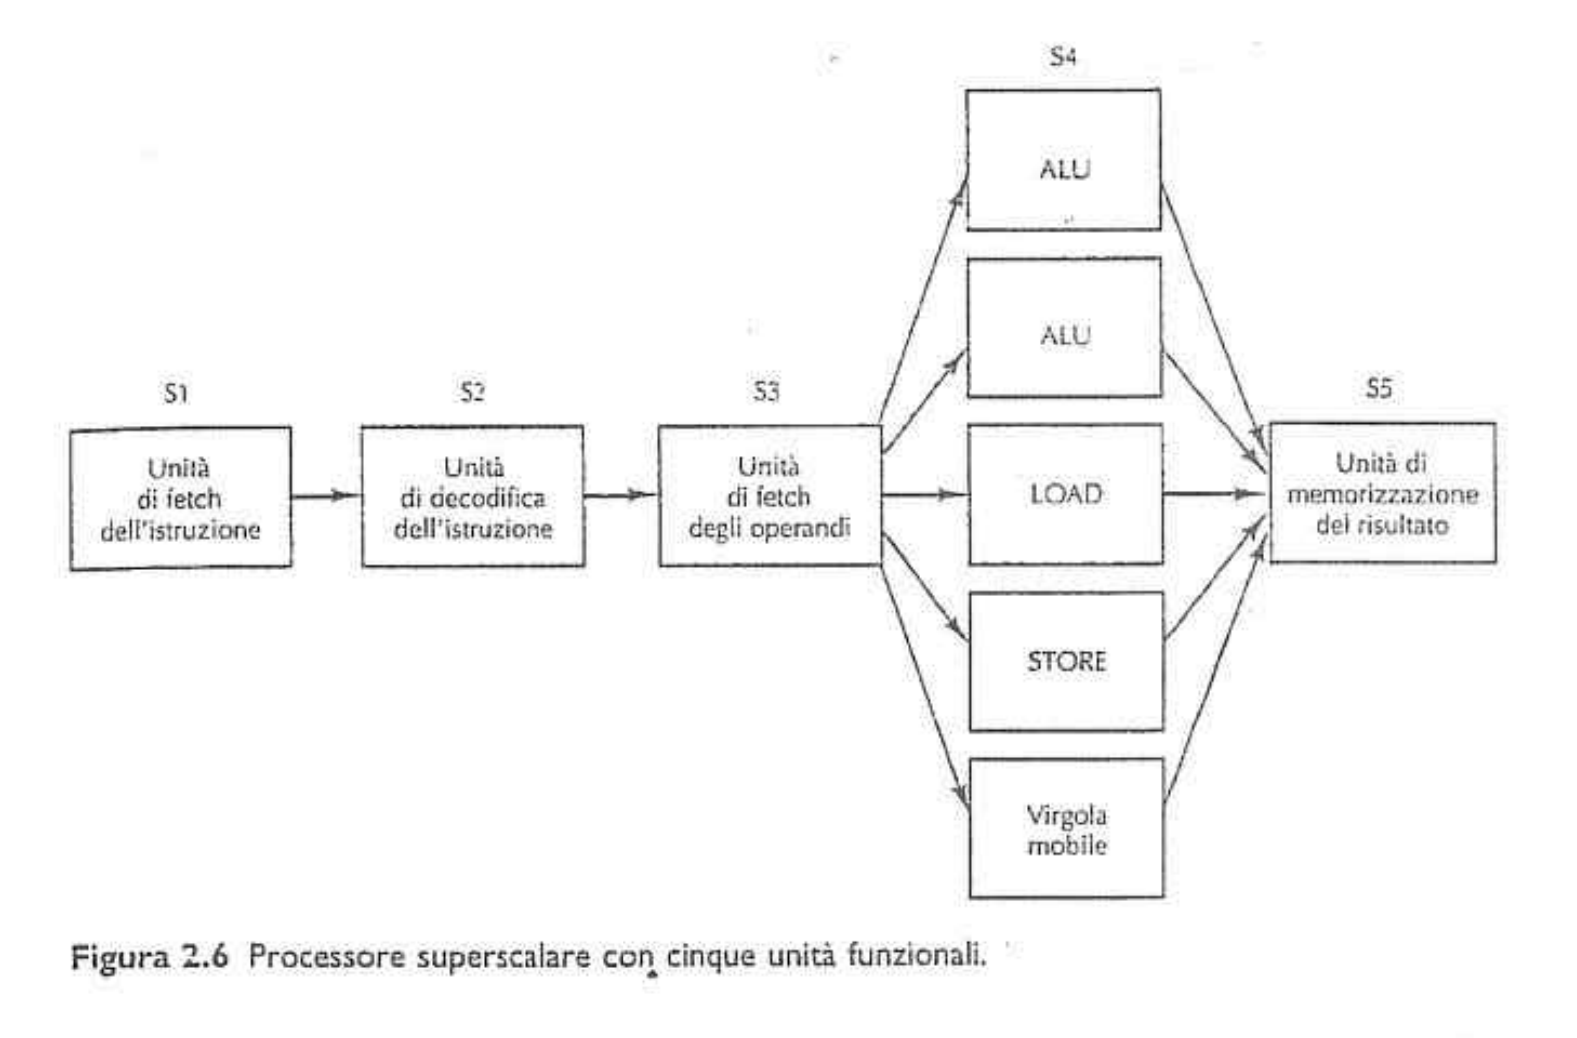 S4
ALU
ALU
S1
S2
S3
S5
Unità
di fetch
dell'istruzione
Unità
di decodifica
dell'istruzione
Unità
di fetch
degli operandi
LOAD
Unità di
memorizzazione
del risultato
STORE
Virgola
mobile
Figura 2.6 Processore superscalare con cinque unità funzionali.